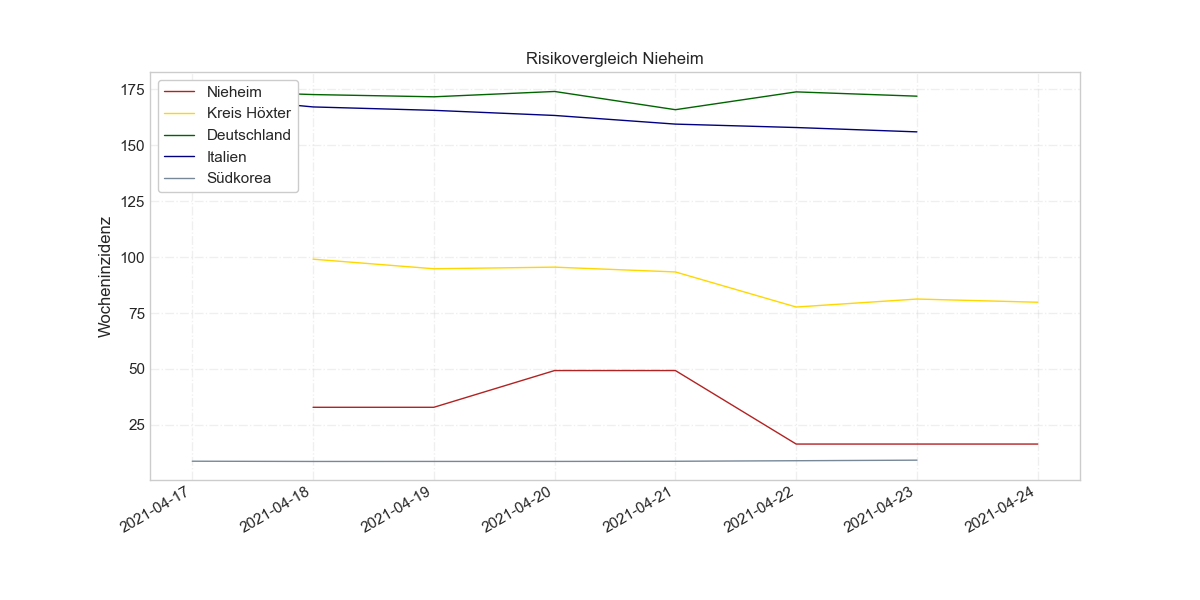 Risikovergleich Nieheim
Wocheninzidenz
175
150
125
100
75
50
25
Nieheim
Kreis Höxter
Deutschland
Italien
Südkorea
2021-04-17
2021-04-18
2021-04-19
2021-04-20
2021-04-21
2021-04-22
2021-04-23
2021-04-24